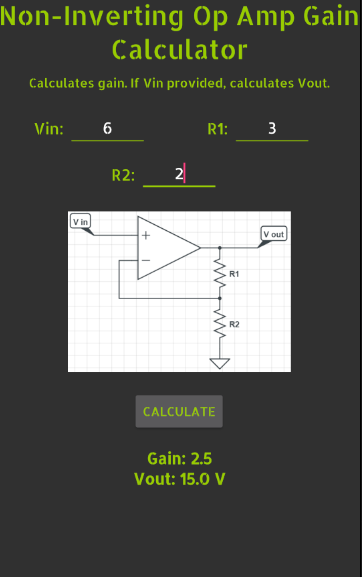 Non-Inverting Op Amp Gain
Calculator
Calculates gain. If Vin provided, calculates Vout.
Vin: 6 R1: 3
R2: 2
V in
V out
+
−
R1
R2
CALCULATE
Gain: 2.5
Vout: 15.0 V